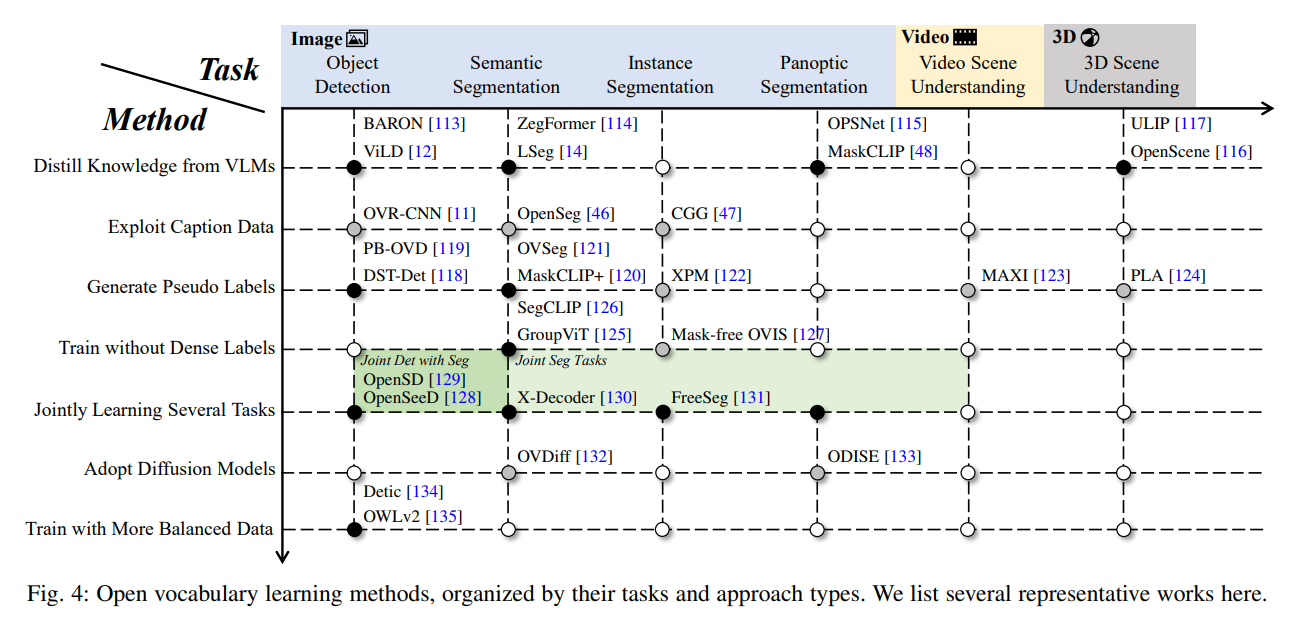 Task
Method
Image
Video
3D
Object
Detection
Semantic
Segmentation
Instance
Segmentation
Panoptic
Segmentation
Video Scene
Understanding
3D Scene
Understanding
BARON [113]
ZegFormer [114]
OPSNet [115]
ULIP [117]
Distill Knowledge from VLMs
ViLD [12]
LSeg [14]
MaskCLIP [48]
OpenScene [116]
Exploit Caption Data
OVR-CNN [11]
OpenSeg [46]
CGG [47]
PB-OVD [119]
OVSeg [121]
Generate Pseudo Labels
DST-Det [118]
MaskCLIP+ [120]
XPM [122]
MAXI [123]
PLA [124]
SegCLIP [126]
Train without Dense Labels
GroupViT [125]
Mask-free OVIS [127]
Joint Det with Seg
Joint Seg Tasks
OpenSD [129]
Jointly Learning Several Tasks
OpenSeeD [128]
X-Decoder [130]
FreeSeg [131]
Adopt Diffusion Models
OVDiff [132]
ODISE [133]
Detic [134]
Train with More Balanced Data
OWLv2 [135]
Fig. 4: Open vocabulary learning methods, organized by their tasks and approach types. We list several representative works here.